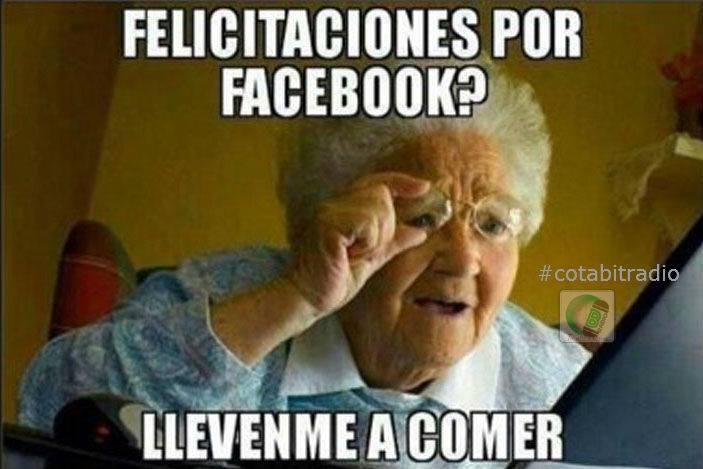 FELICITACIONES POR
FACEBOOK?
#cotabitradio
LLEVENME A COMER